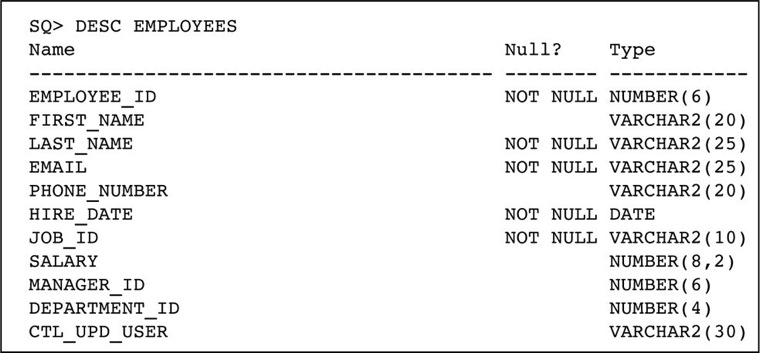 SQ> DESC EMPLOYEES
Name Null? Type
---------------------------------------- -------- ------------
EMPLOYEE_ID NOT NULL NUMBER(6)
FIRST_NAME VARCHAR2(20)
LAST_NAME NOT NULL VARCHAR2(25)
EMAIL NOT NULL VARCHAR2(25)
PHONE_NUMBER VARCHAR2(20)
HIRE_DATE NOT NULL DATE
JOB_ID NOT NULL VARCHAR2(10)
SALARY NUMBER(8,2)
MANAGER_ID NUMBER(6)
DEPARTMENT_ID NUMBER(4)
CTL_UPD_USER VARCHAR2(30)